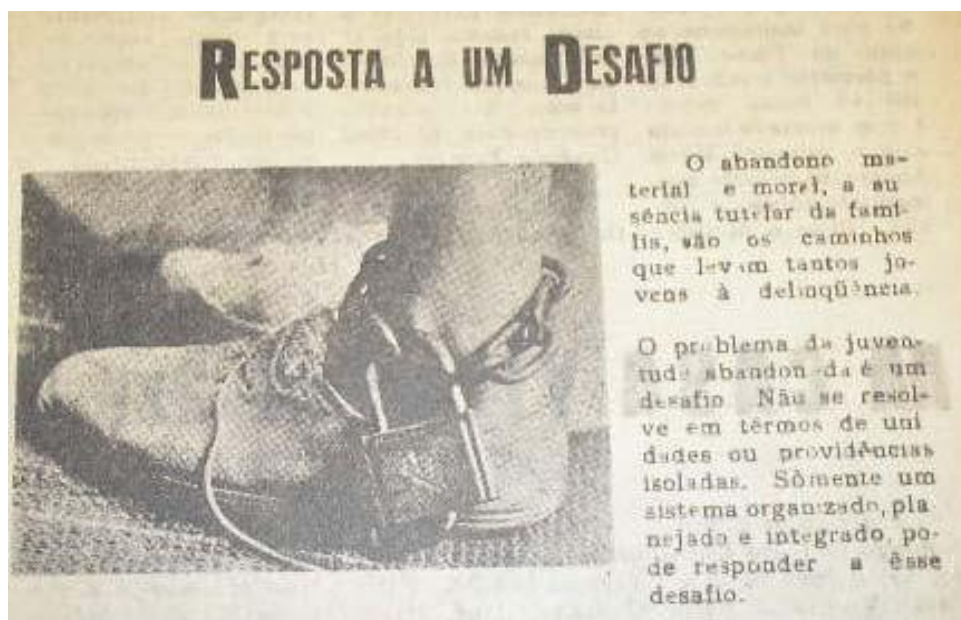 RESPOSTA A UM DESAFIO
O abandono ma-
terial e moral, a au
sência tutelar da famí-
lia, são os caminhos
que levam tantos jo-
vens à delinqüência.
O problema da juven-
tude abandonada é um
desafio. Não se resol-
ve em têrmos de uni
dades ou providências
isoladas. Sòmente um
sistema organizado, pla
nejado e integrado, po-
de responder a êsse
desafio.